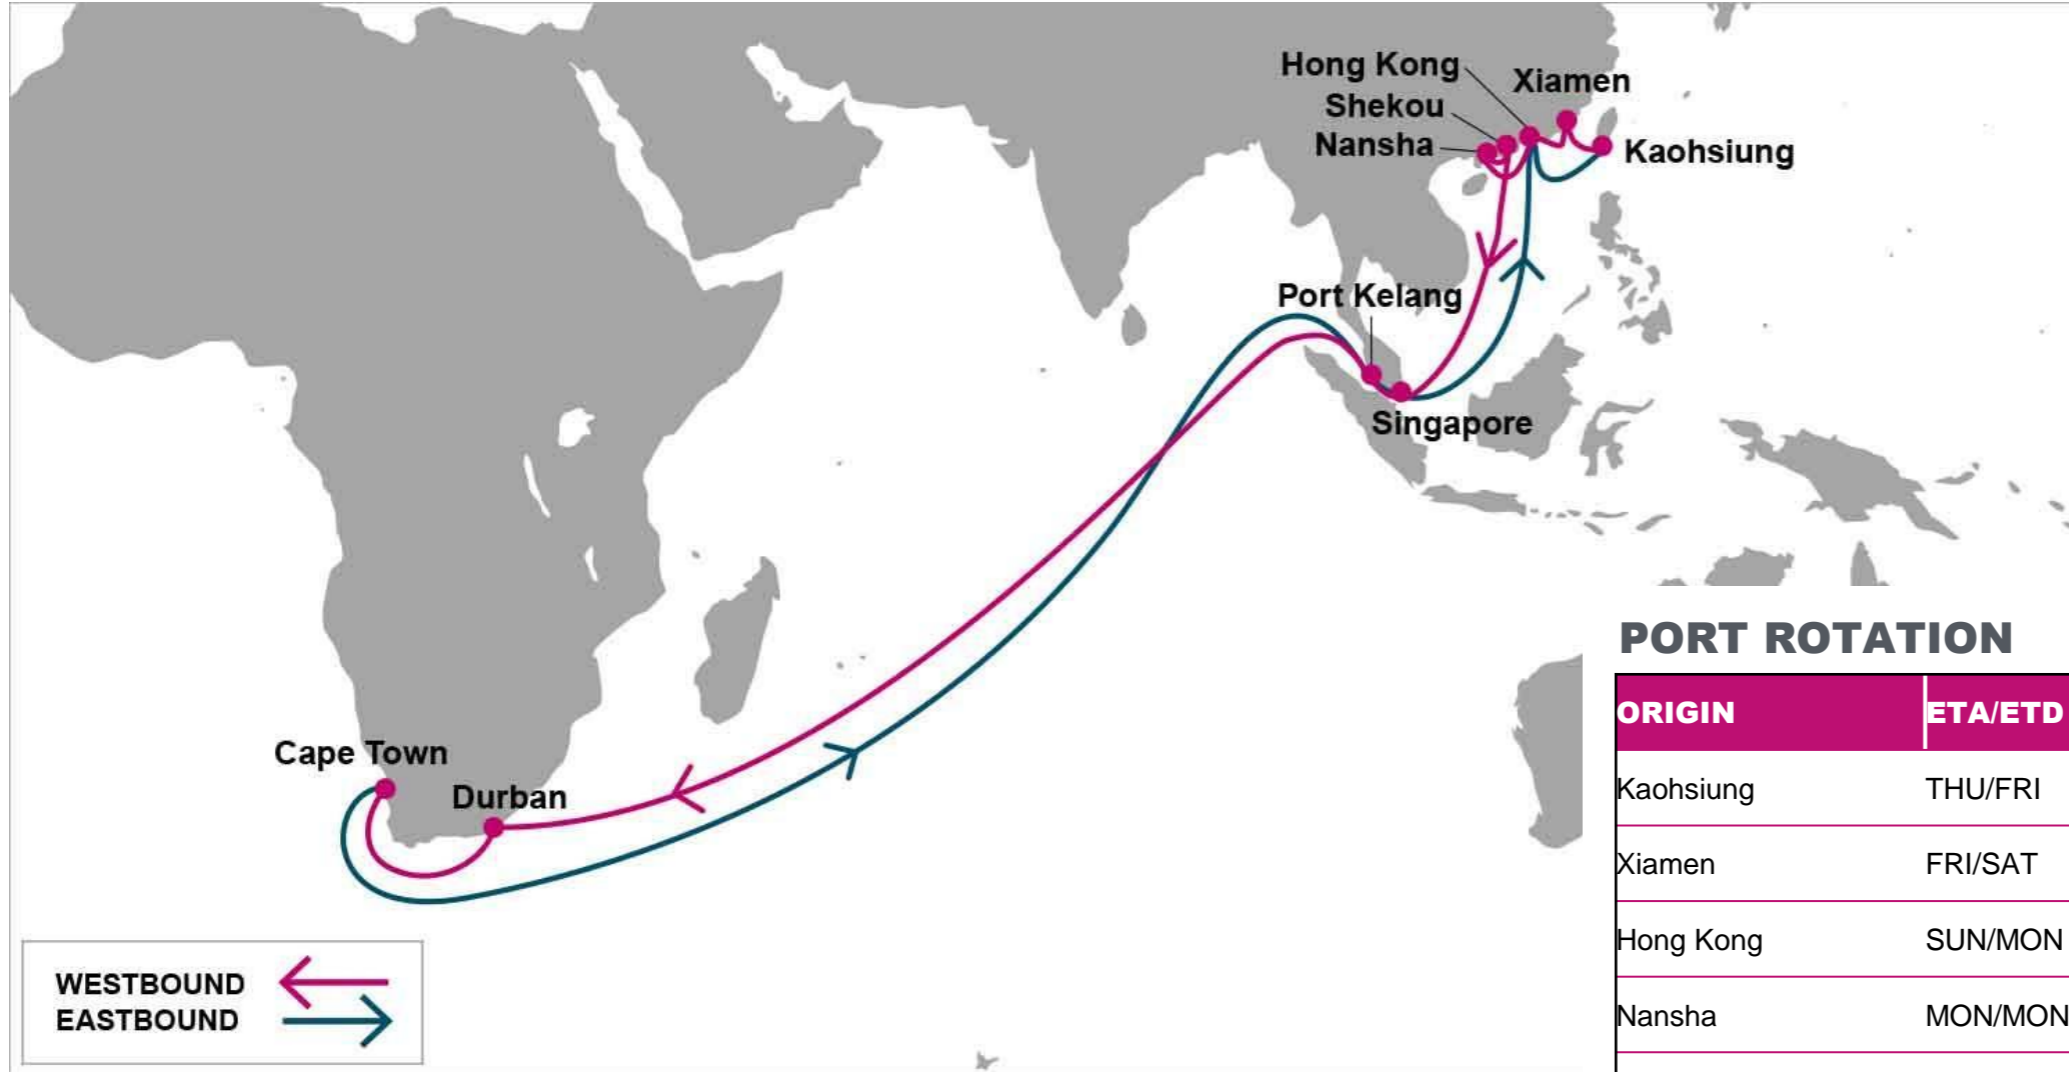 Hong Kong
Xiamen
Shekou
Nansha
Kaohsiung
Port Kelang
Singapore
Cape Town
Durban
WESTBOUND
EASTBOUND
PORT ROTATION
ORIGIN ETA/ETD
Kaohsiung THU/FRI
Xiamen FRI/SAT
Hong Kong SUN/MON
Nansha MON/MON